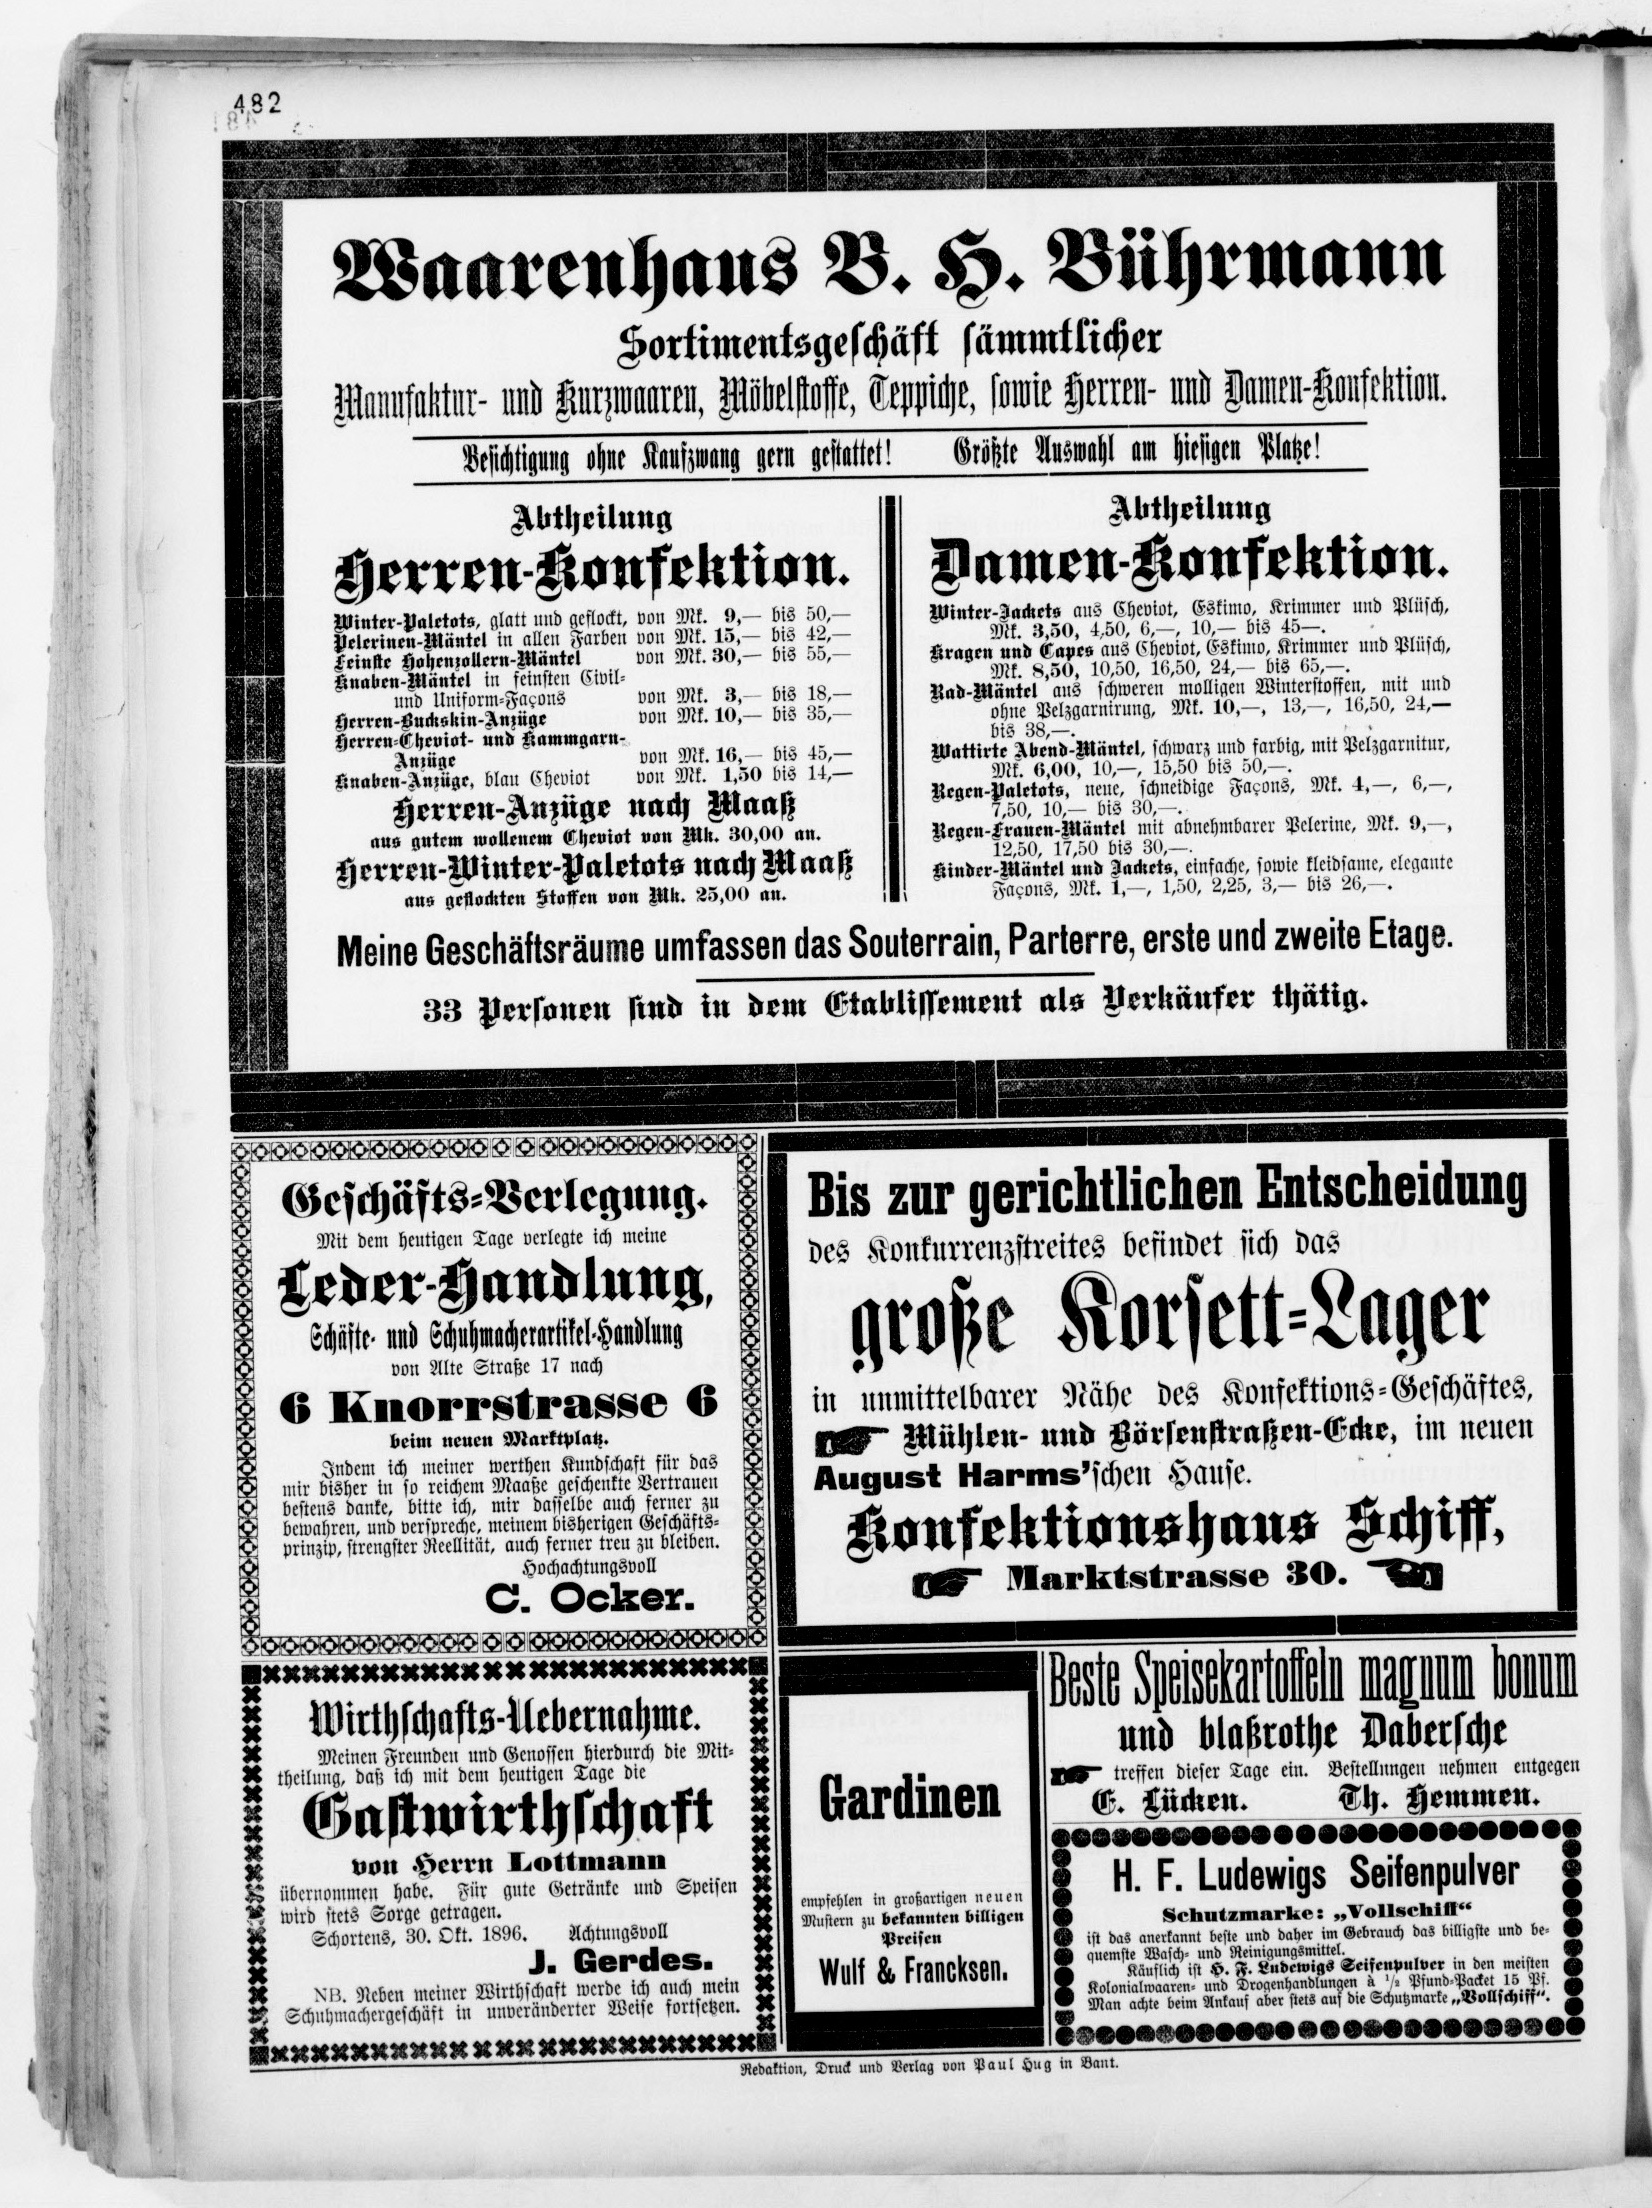 482
Waarenhaus B. H. Bührmann
Sortimentsgeschäft sämmtlicher
Manufaktur- und Kurzwaaren, Möbelstoffe, Teppiche, sowie Herren- und Damen-Konfektion.
Besichtigung ohne Kaufzwang gern gestattet! Größte Auswahl am hiesigen Platze!
Abtheilung
Herren-Konfektion.
Winter-Paletots, glatt und geflockt, von Mk. 9,— bis 50,—
Pelerinen-Mäntel in allen Farben von Mk. 15,— bis 42,—
Feinste Hohenzollern-Mäntel von Mk. 30,— bis 55,—
Knaben-Mäntel in feinsten Civil-
und Uniform-Façons von Mk. 3,— bis 18,—
Herren-Buckskin-Anzüge von Mk. 10,— bis 35,—
Herren-Cheviot- und Kammgarn-
Anzüge von Mk. 16,— bis 45,—
Knaben-Anzüge, blau Cheviot von Mk. 1,50 bis 14,—
Herren-Anzüge nach Maaß
aus gutem wollenem Cheviot von Mk. 30,00 an.
Herren-Winter-Paletots nach Maaß
aus geflockten Stoffen von Mk. 25,00 an.
Abtheilung
Damen-Konfektion.
Winter-Jackets aus Cheviot, Eskimo, Krimmer und Plüsch,
Mk. 3,50, 4,50, 6,—, 10,— bis 45—.
Kragen und Capes aus Cheviot, Eskimo, Krimmer und Plüsch,
Mk. 8,50, 10,50, 16,50, 24,— bis 65,—.
Rad-Mäntel aus schweren molligen Winterstoffen, mit und
ohne Pelzgarnirung, Mk. 10,—, 13,—, 16,50, 24,—
bis 38,—.
Wattirte Abend-Mäntel, schwarz und farbig, mit Pelzgarnitur,
Mk. 6,00, 10,—, 15,50 bis 50,—.
Regen-Paletots, neue, schneidige Façons, Mk. 4,—, 6,—,
7,50, 10,— bis 30,—.
Regen-Frauen-Mäntel mit abnehmbarer Pelerine, Mk. 9,—,
12,50, 17,50 bis 30,—.
Kinder-Mäntel und Jackets, einfache, sowie kleidsame, elegante
Façons, Mk. 1,—, 1,50, 2,25, 3,— bis 26,—.
Meine Geschäftsräume umfassen das Souterrain, Parterre, erste und zweite Etage.
33 Personen sind in dem Etablissement als Verkäufer thätig.
Geschäfts-Verlegung.
Mit dem heutigen Tage verlegte ich meine
Leder-Handlung,
Schäfte- und Schuhmacherartikel-Handlung
von Alte Straße 17 nach
6 Knorrstrasse 6
beim neuen Marktplatz.
Indem ich meiner werthen Kundschaft für das
mir bisher in so reichem Maaße geschenkte Vertrauen
bestens danke, bitte ich, mir dasselbe auch ferner zu
bewahren, und verspreche, meinem bisherigen Geschäfts-
prinzip, strengster Reellität, auch ferner treu zu bleiben.
Hochachtungsvoll
C. Ocker.
Bis zur gerichtlichen Entscheidung
des Konkurrenzstreites befindet sich das
große Korsett-Lager
in unmittelbarer Nähe des Konfektions-Geschäftes,
Mühlen- und Börsenstraßen-Ecke, im neuen
August Harms'schen Hause.
Konfektionshaus Schiff,
Marktstrasse 30.
Wirthschafts-Uebernahme.
Meinen Freunden und Genossen hierdurch die Mit-
theilung, daß ich mit dem heutigen Tage die
Gastwirthschaft
von Herrn Lottmann
übernommen habe. Für gute Getränke und Speisen
wird stets Sorge getragen.
Schortens, 30. Okt. 1896. Achtungsvoll
J. Gerdes.
NB. Neben meiner Wirthschaft werde ich auch mein
Schuhmachergeschäft in unveränderter Weise fortsetzen.
Gardinen
empfehlen in großartigen neuen
Mustern zu bekannten billigen
Preisen
Wulf & Francksen.
Beste Speisekartoffeln magnum bonum
und blaßrothe Dabersche
treffen dieser Tage ein. Bestellungen nehmen entgegen
E. Lücken. Th. Hemmen.
H. F. Ludewigs Seifenpulver
Schutzmarke: „Vollschiff“
ist das anerkannt beste und daher im Gebrauch das billigste und be-
quemste Wasch- und Reinigungsmittel.
Käuflich ist H. F. Ludewigs Seifenpulver in den meisten
Kolonialwaaren- und Drogenhandlungen à 1/2 Pfund-Packet 15 Pf.
Man achte beim Ankauf aber stets auf die Schutzmarke „Vollschiff“.
Redaktion, Druck und Verlag von Paul Hug in Bant.